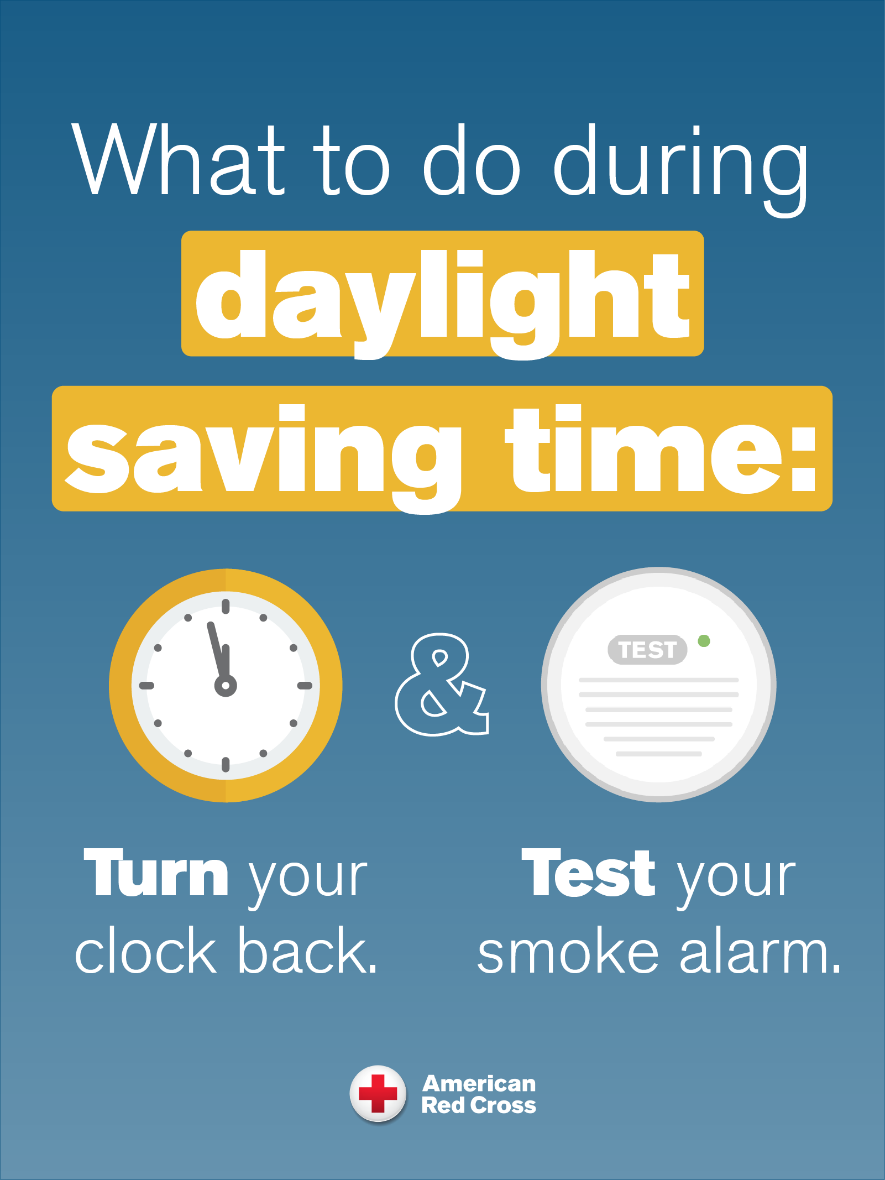 What to do during
daylight
saving time:
TEST
&
Turn your
clock back.
Test your
smoke alarm.
American
Red Cross